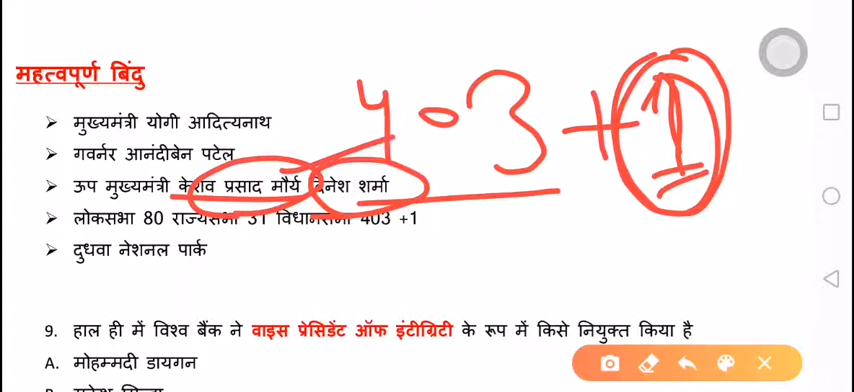 महत्वपूर्ण बिंदु
403+1
मुख्यमंत्री योगी आदित्यनाथ
गवर्नर आनंदीबेन पटेल
ऊप मुख्यमंत्री केशव प्रसाद मौर्य दिनेश शर्मा
लोकसभा 80 राज्यसभा 31 विधानसभा 403 +1
दुधवा नेशनल पार्क
9. हाल ही में विश्व बैंक ने वाइस प्रेसिडेंट ऑफ इंटीग्रिटी के रूप में किसे नियुक्त किया है
A. मोहम्मदी डायगन